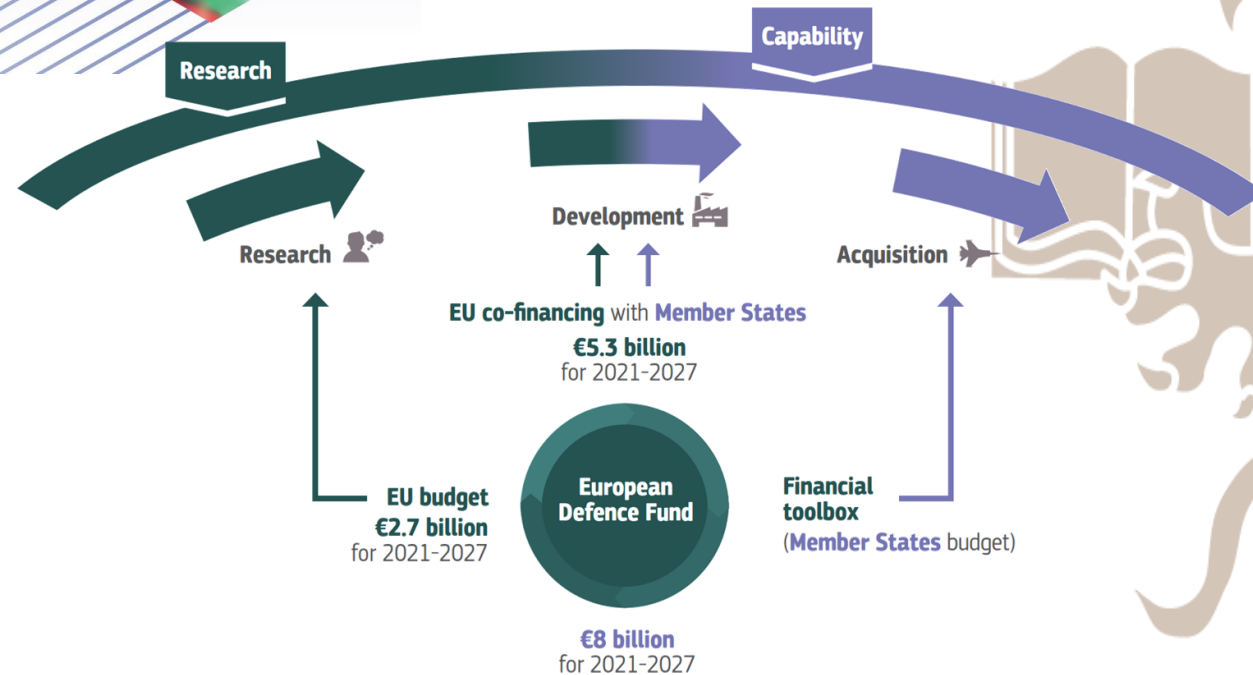 Research
Capability
Research
Development
Acquisition
EU co-financing with Member States
€5.3 billion
for 2021-2027
EU budget
€2.7 billion
for 2021-2027
European
Defence Fund
Financial
toolbox
(Member States budget)
€8 billion
for 2021-2027